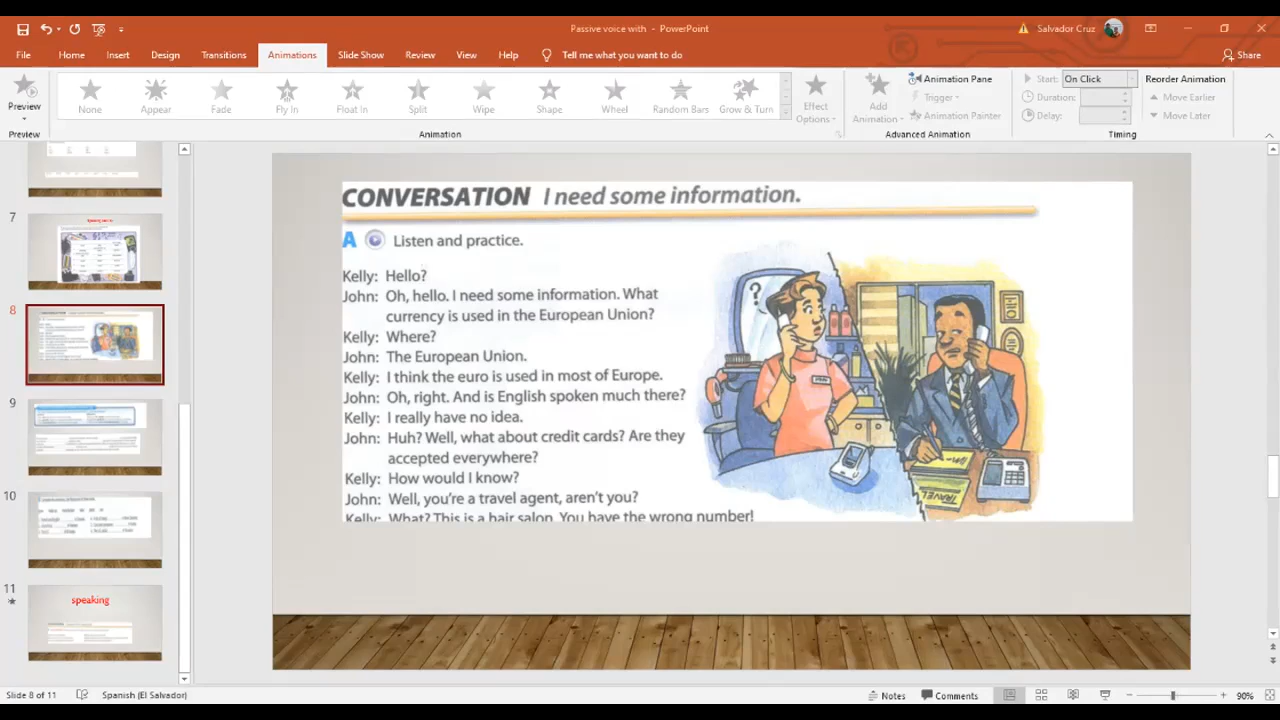 Passive voice with - PowerPoint
Salvador Cruz
File Home Insert Design Transitions Animations Slide Show Review View Help Tell me what you want to do
Share
Preview
None Appear Fade Fly In Float In Split Wipe Shape Wheel Random Bars Grow & Turn
Effect Options
Add Animation
Animation Pane
Trigger
Animation Painter
Start: On Click
Duration:
Delay:
Reorder Animation
Move Earlier
Move Later
Preview Animation Advanced Animation Timing
7
8
9
10
11
speaking
CONVERSATION I need some information.
A Listen and practice.
Kelly: Hello?
John: Oh, hello. I need some information. What
currency is used in the European Union?
Kelly: Where?
John: The European Union.
Kelly: I think the euro is used in most of Europe.
John: Oh, right. And is English spoken much there?
Kelly: I really have no idea.
John: Huh? Well, what about credit cards? Are they
accepted everywhere?
Kelly: How would I know?
John: Well, you're a travel agent, aren't you?
Kelly: What? This is a hair salon. You have the wrong number!
?
TRAVEL
Slide 8 of 11 Spanish (El Salvador) Notes Comments 90%